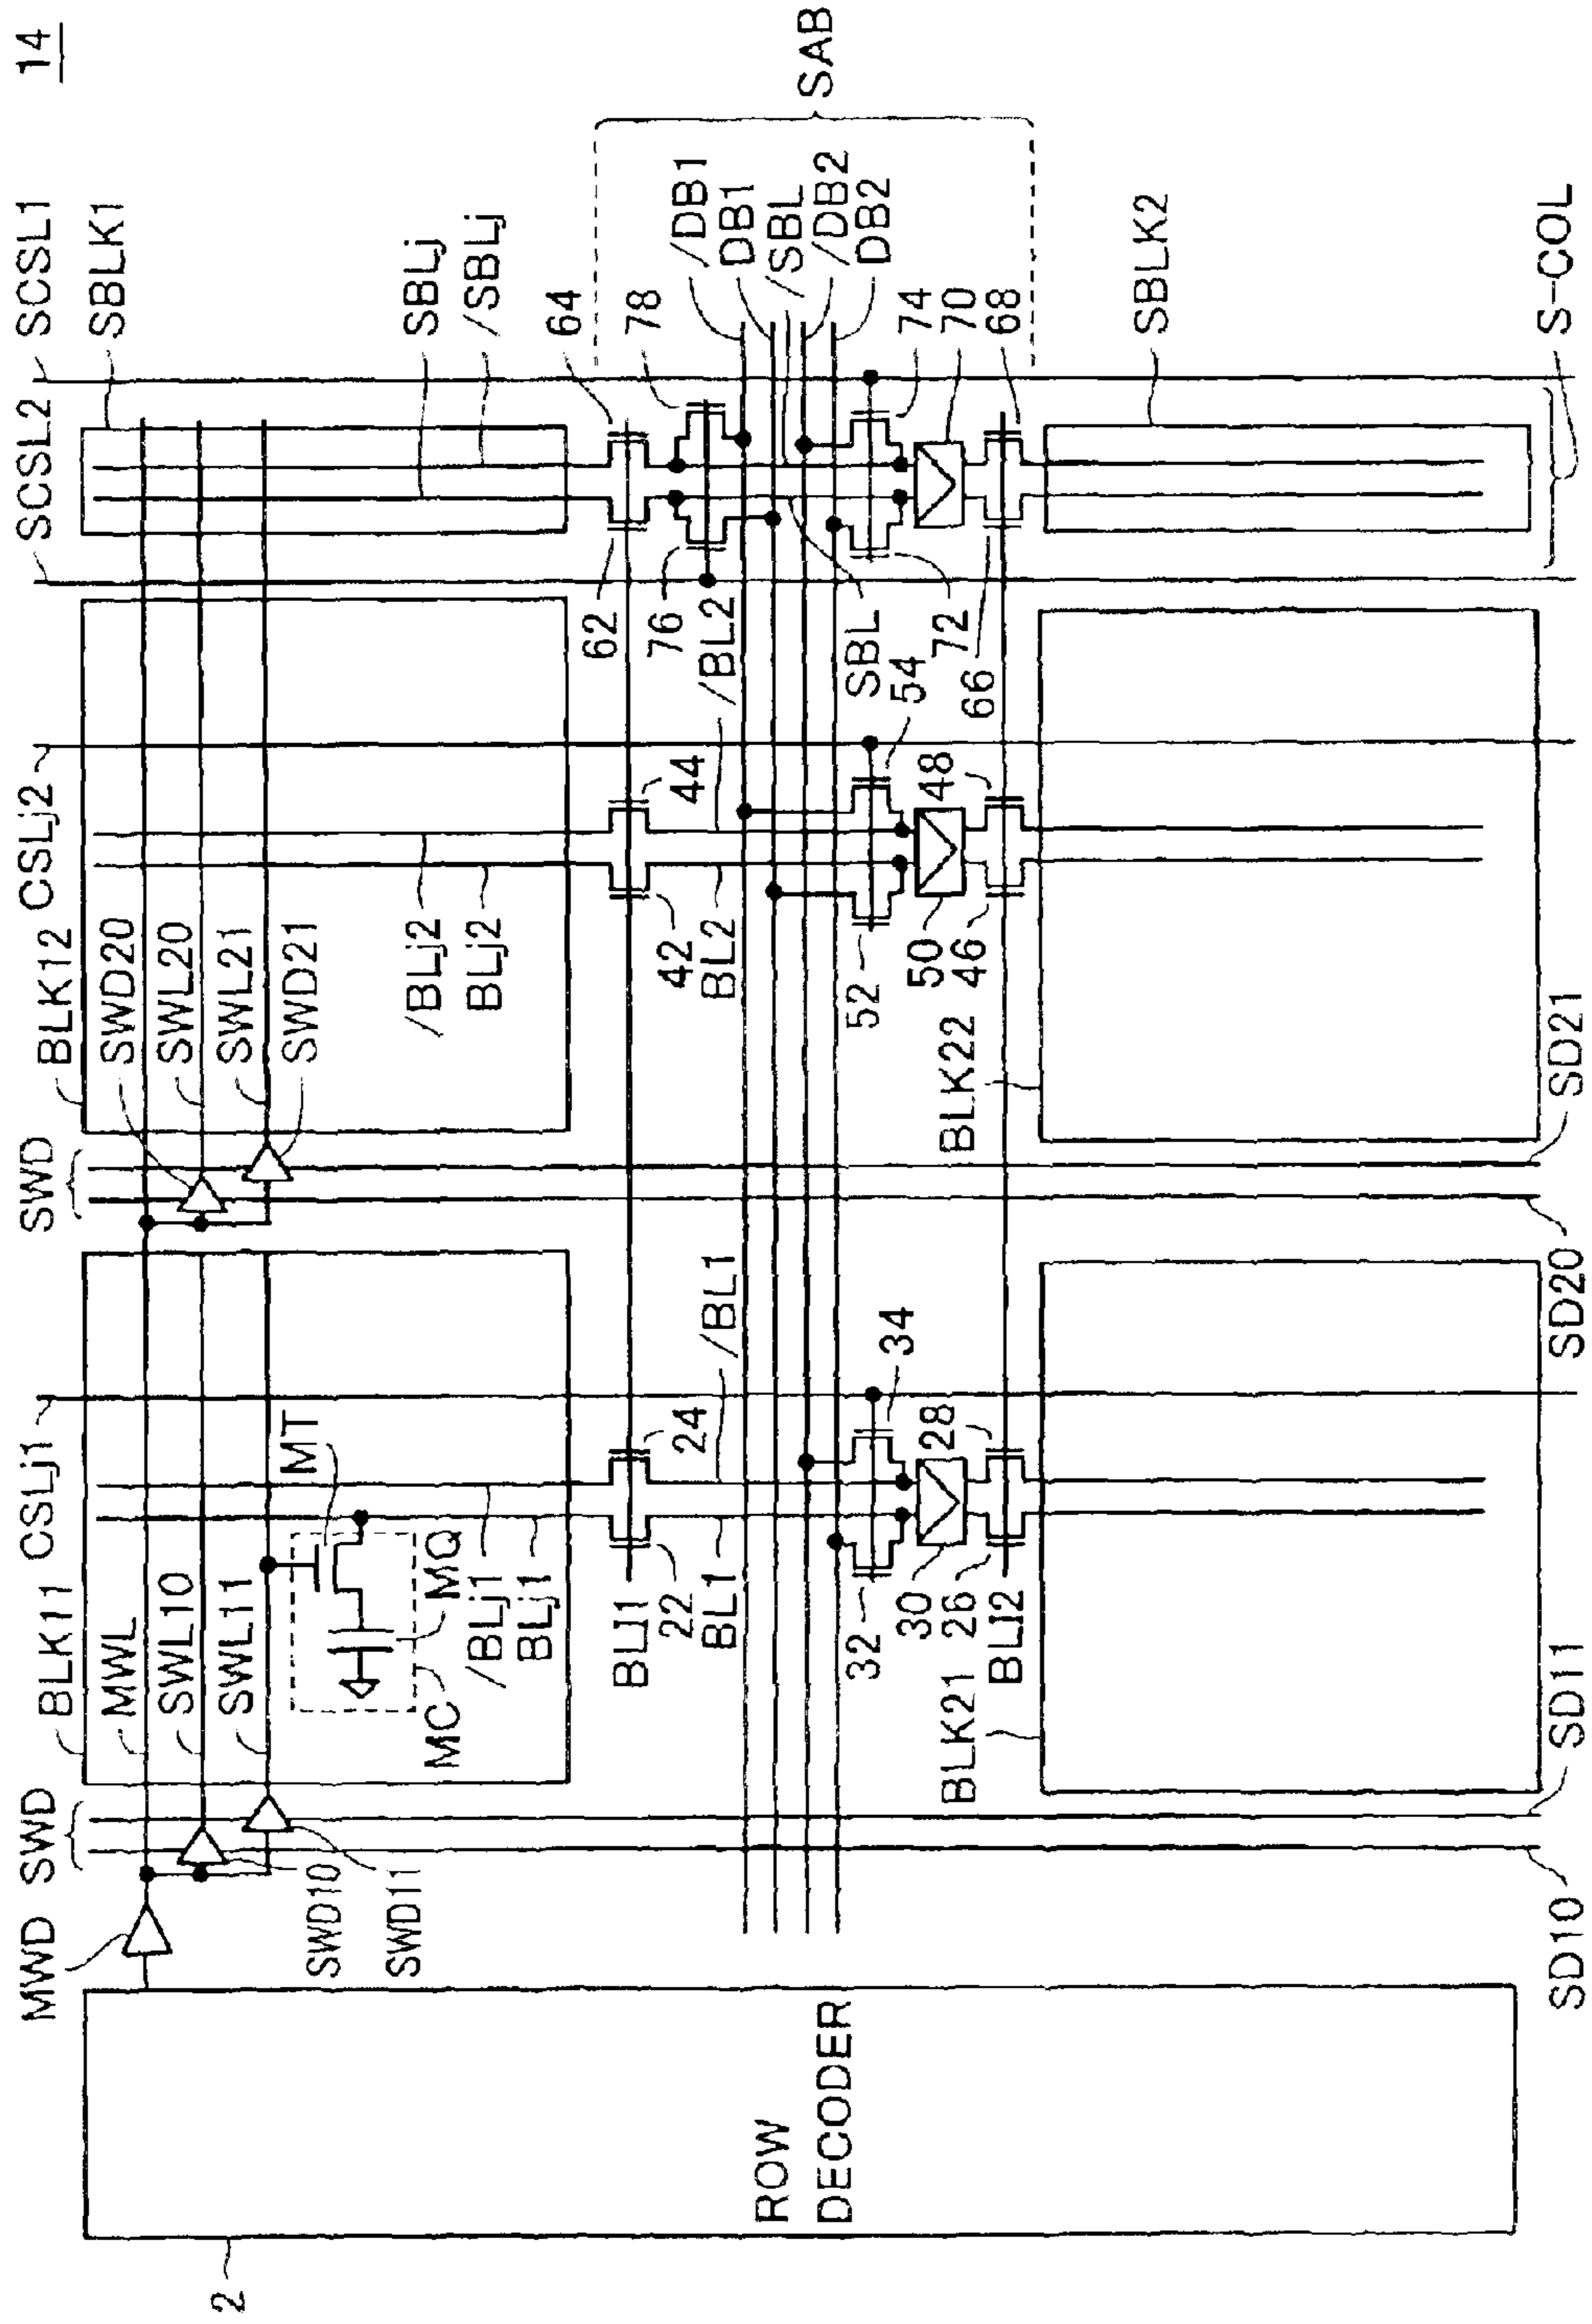 14
MWD
SWD
BLK11
CSLj1
SWD
BLK12
CSLj2
SCSL2
SCSL1
MWL
SWL10
SWL11
MT
SWD20
SWL20
SWL21
SWD21
SBLK1
SWD10
SWD11
MC
MQ
/BLj1
BLj1
/BLj2
BLj2
SBLj
/SBLj
2
BLI1
22
24
BL1
/BL1
42
44
BL2
/BL2
62
64
76
78
/DB1
DB1
/SBL
/DB2
DB2
SAB
ROW
DECODER
32
34
30
26
28
BLI2
52
54
50
46
48
SBL
72
74
70
66
68
BLK21
BLK22
SBLK2
SD10
SD11
SD20
SD21
S-COL